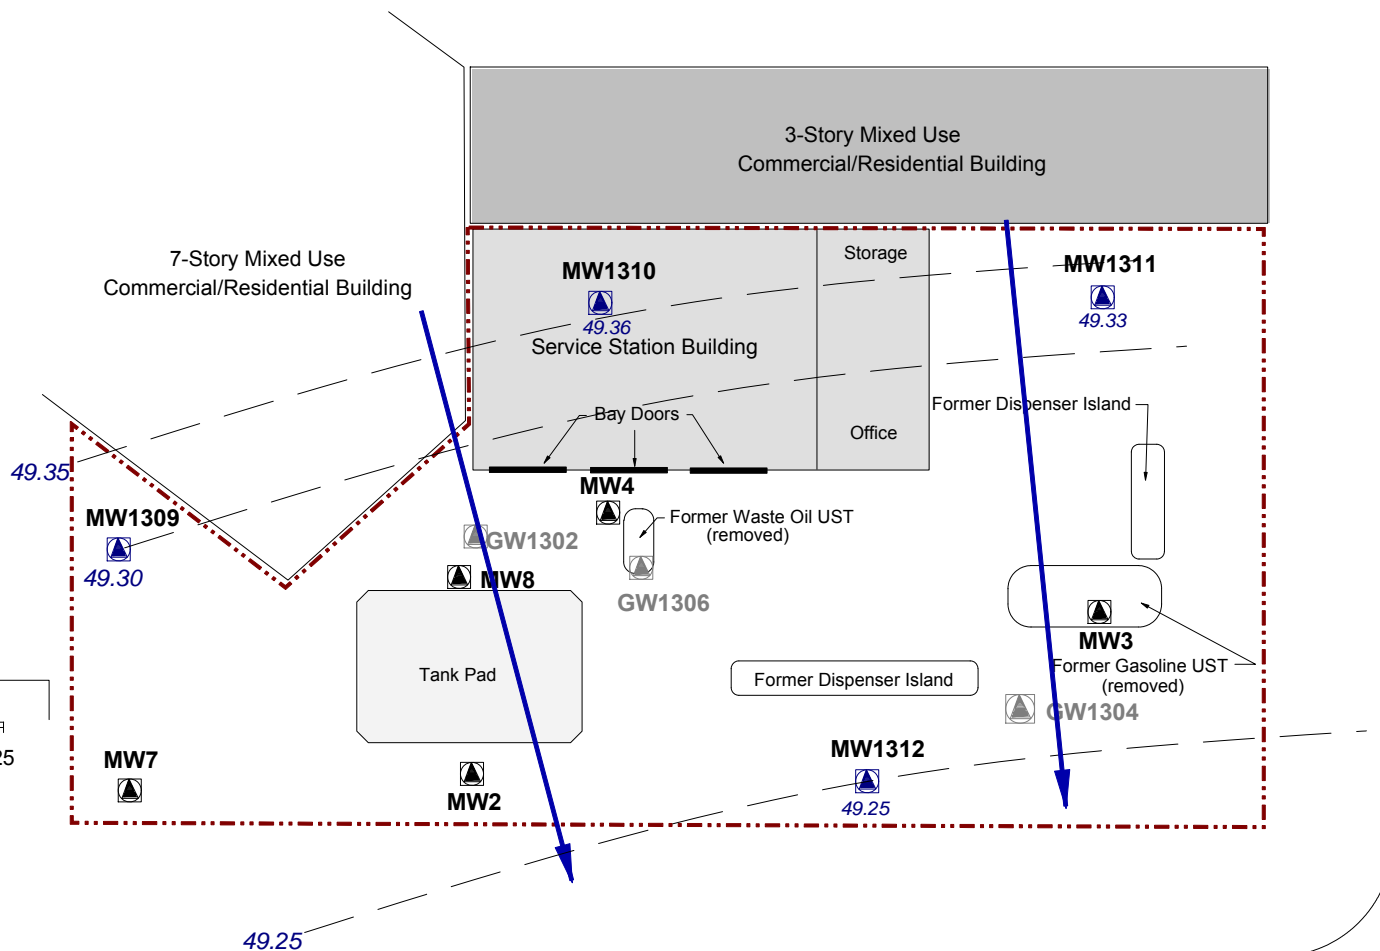 3-Story Mixed Use
Commercial/Residential Building
7-Story Mixed Use
Commercial/Residential Building
Storage
MW1310
MW1311
49.36
49.33
Service Station Building
Bay Doors
Former Dispenser Island
Office
49.35
MW4
MW1309
Former Waste Oil UST
(removed)
GW1302
49.30
MW8
GW1306
MW3
Tank Pad
Former Dispenser Island
Former Gasoline UST
(removed)
GW1304
MW1312
25
MW7
MW2
49.25
49.25